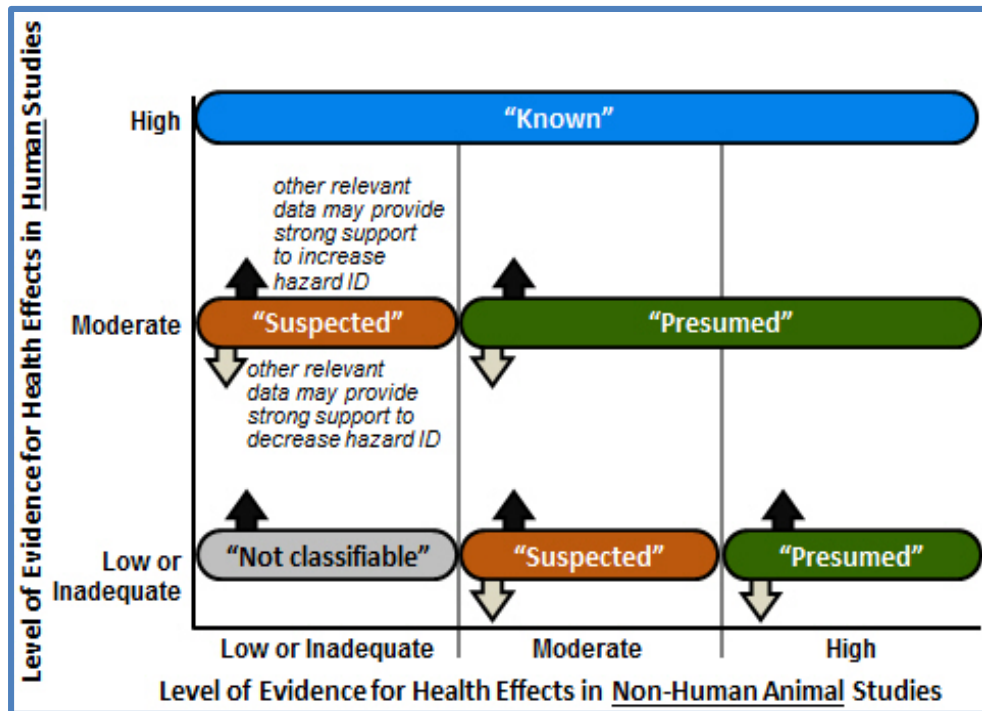 Level of Evidence for Health Effects in Human Studies
High
“Known”
other relevant
data may provide
strong support
to increase
hazard ID
Moderate
“Suspected”
“Presumed”
other relevant
data may provide
strong support to
decrease hazard ID
Low or
Inadequate
“Not classifiable”
“Suspected”
“Presumed”
Low or Inadequate
Moderate
High
Level of Evidence for Health Effects in Non-Human Animal Studies